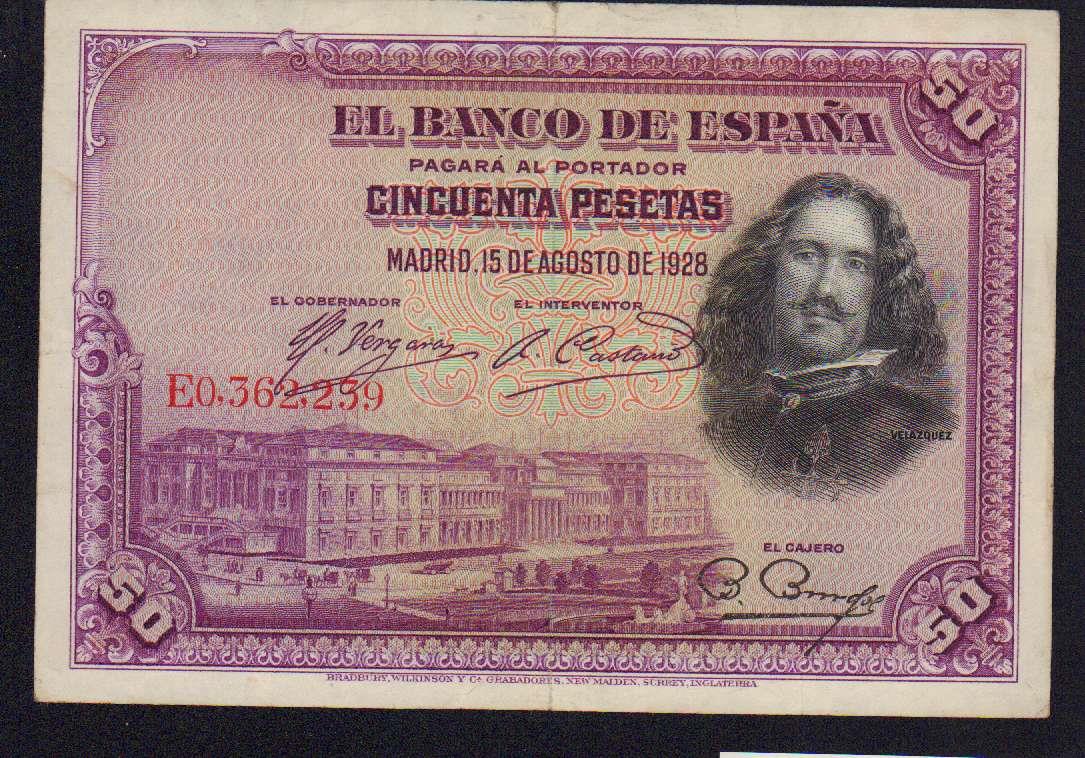 50
EL BANCO DE ESPAÑA
PAGARÁ AL PORTADOR
CINCUENTA PESETAS
MADRID, 15 DE AGOSTO DE 1928
EL GOBERNADOR EL INTERVENTOR
Vergara
E0,362,239
VELAZQUEZ
EL CAJERO
50
50
BRADBURY, WILKINSON Y Cª. GRABADORES, NEW MALDEN, SURREY, INGLATERRA